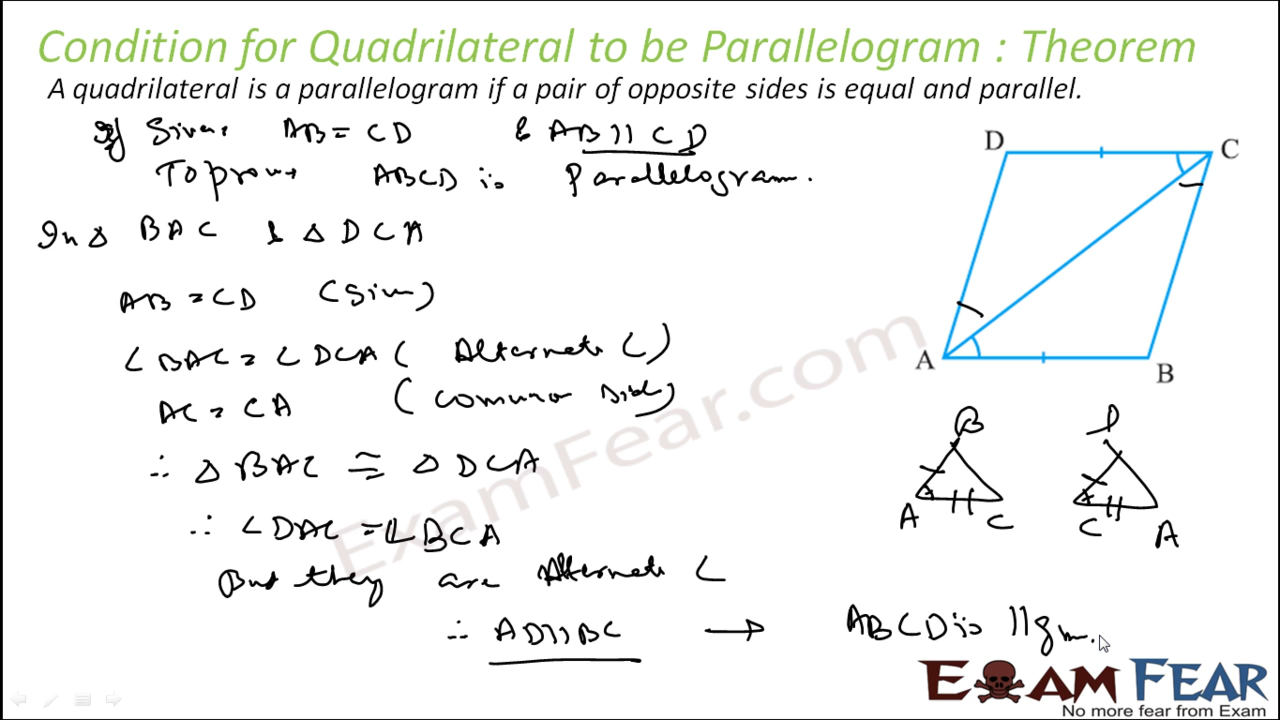 Condition for Quadrilateral to be Parallelogram : Theorem
A quadrilateral is a parallelogram if a pair of opposite sides is equal and parallel.
Given: AB = CD & AB || CD
To prove ABCD is Parallelogram.
In △ BAC & △ DCA
AB = CD (Given)
∠BAC = ∠DCA ( Alternate ∠)
AC = CA (common side)
∴ △ BAC ≅ △ DCA
∴ ∠DAC = ∠BCA
But they are Alternate ∠
∴ AD || BC → ABCD is ||gm.
D
C
A
B
B
D
A
C
C
A
ExamFear.com
EXAM FEAR
No more fear from Exam